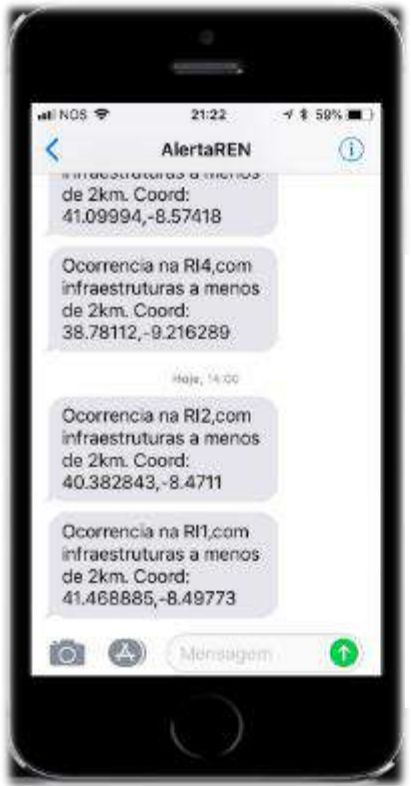 NOS 21:22 59%
AlertaREN
infraestruturas a menos
de 2km. Coord:
41.09994,-8.57418
Ocorrencia na RI4,com
infraestruturas a menos
de 2km. Coord:
38.78112,-9.216289
Hoje, 14:00
Ocorrencia na RI2,com
infraestruturas a menos
de 2km. Coord:
40.382843,-8.4711
Ocorrencia na RI1,com
infraestruturas a menos
de 2km. Coord:
41.468885,-8.49773
Mensagem